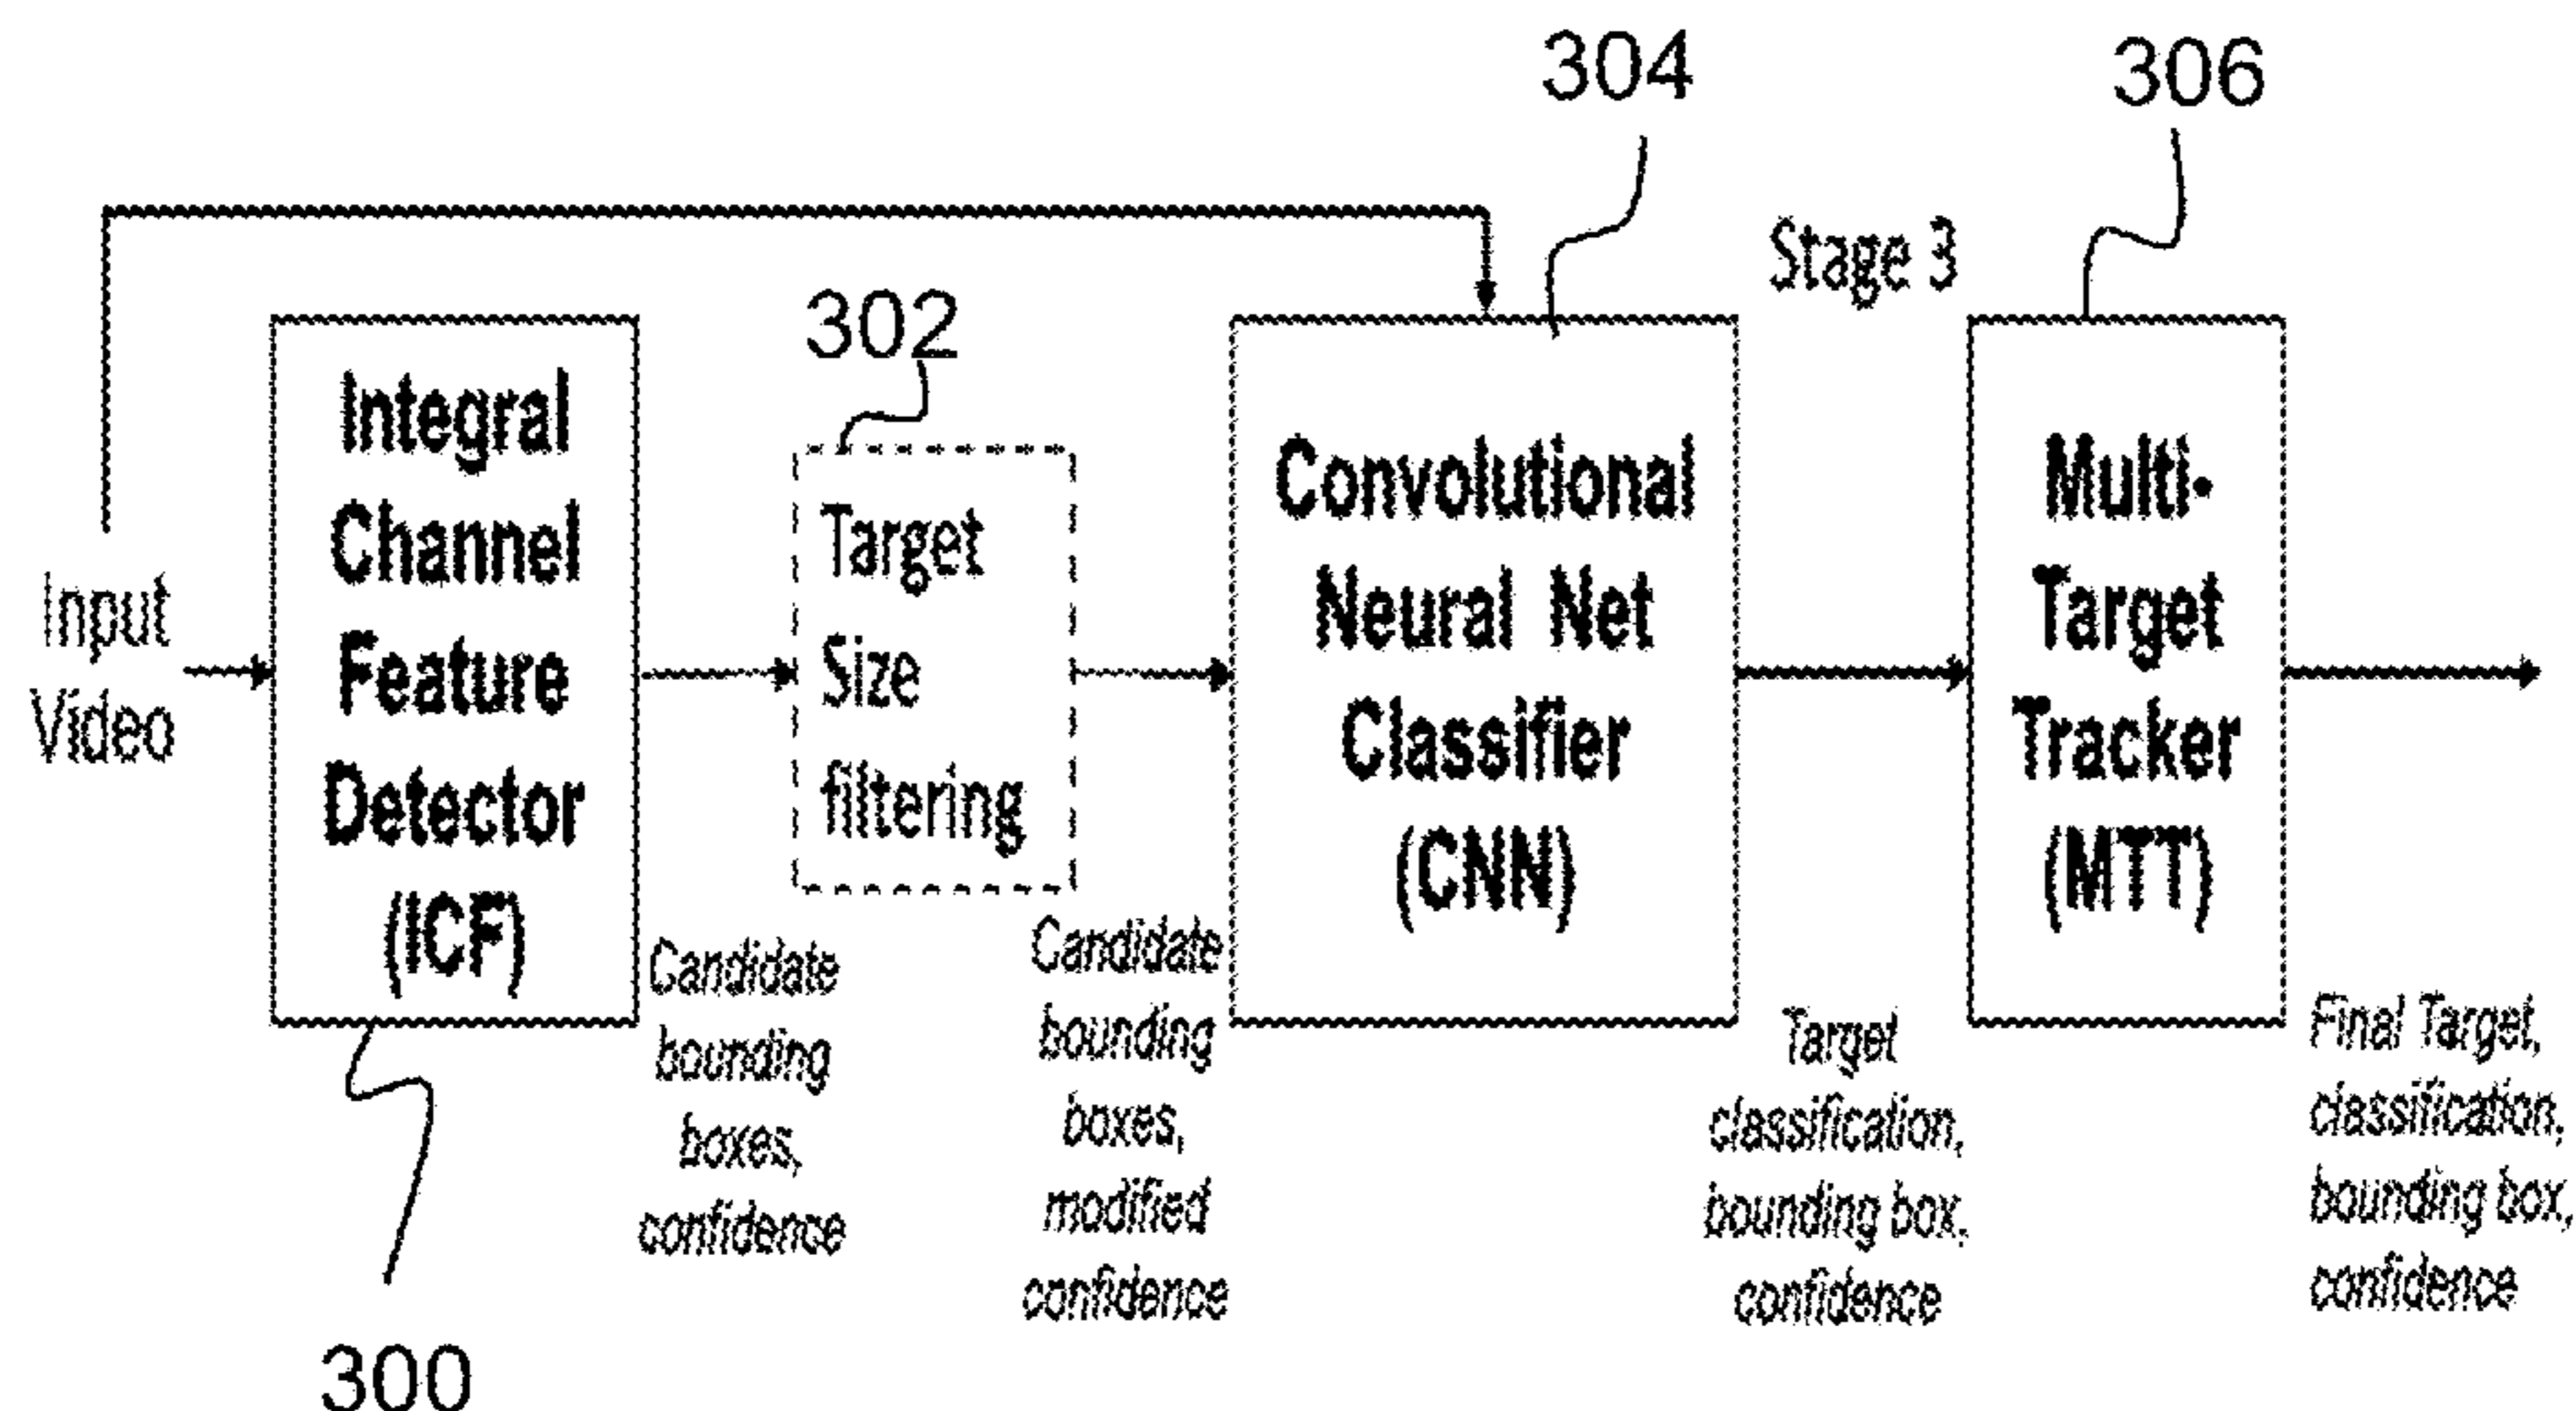 304
306
Stage 3
302
Input
Video
Integral
Channel
Feature
Detector
(ICF)
Target
Size
filtering
Convolutional
Neural Net
Classifier
(CNN)
Multi-
Target
Tracker
(MTT)
Candidate
bounding
boxes,
confidence
Candidate
bounding
boxes,
modified
confidence
Target
classification,
bounding box,
confidence
Final Target,
classification,
bounding box,
confidence
300